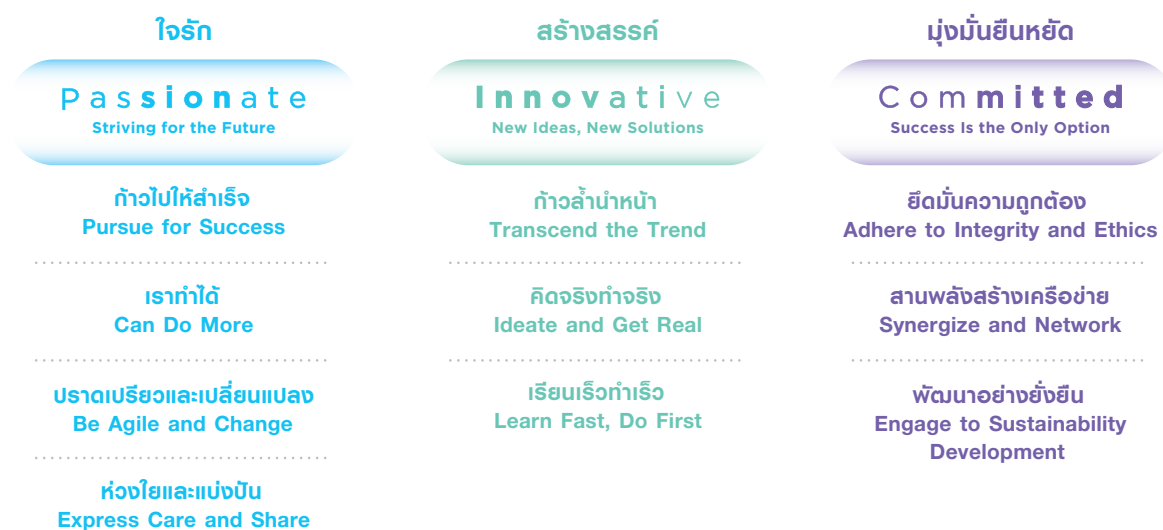 ใจรัก
Passionate
Striving for the Future
ก้าวไปให้สำเร็จ
Pursue for Success
เราทำได้
Can Do More
ปราดเปรียวและเปลี่ยนแปลง
Be Agile and Change
ห่วงใยและแบ่งปัน
Express Care and Share
สร้างสรรค์
Innovative
New Ideas, New Solutions
ก้าวล้ำนำหน้า
Transcend the Trend
คิดจริงทำจริง
Ideate and Get Real
เรียนเร็วทำเร็ว
Learn Fast, Do First
มุ่งมั่นยืนหยัด
Committed
Success Is the Only Option
ยึดมั่นความถูกต้อง
Adhere to Integrity and Ethics
สานพลังสร้างเครือข่าย
Synergize and Network
พัฒนาอย่างยั่งยืน
Engage to Sustainability
Development